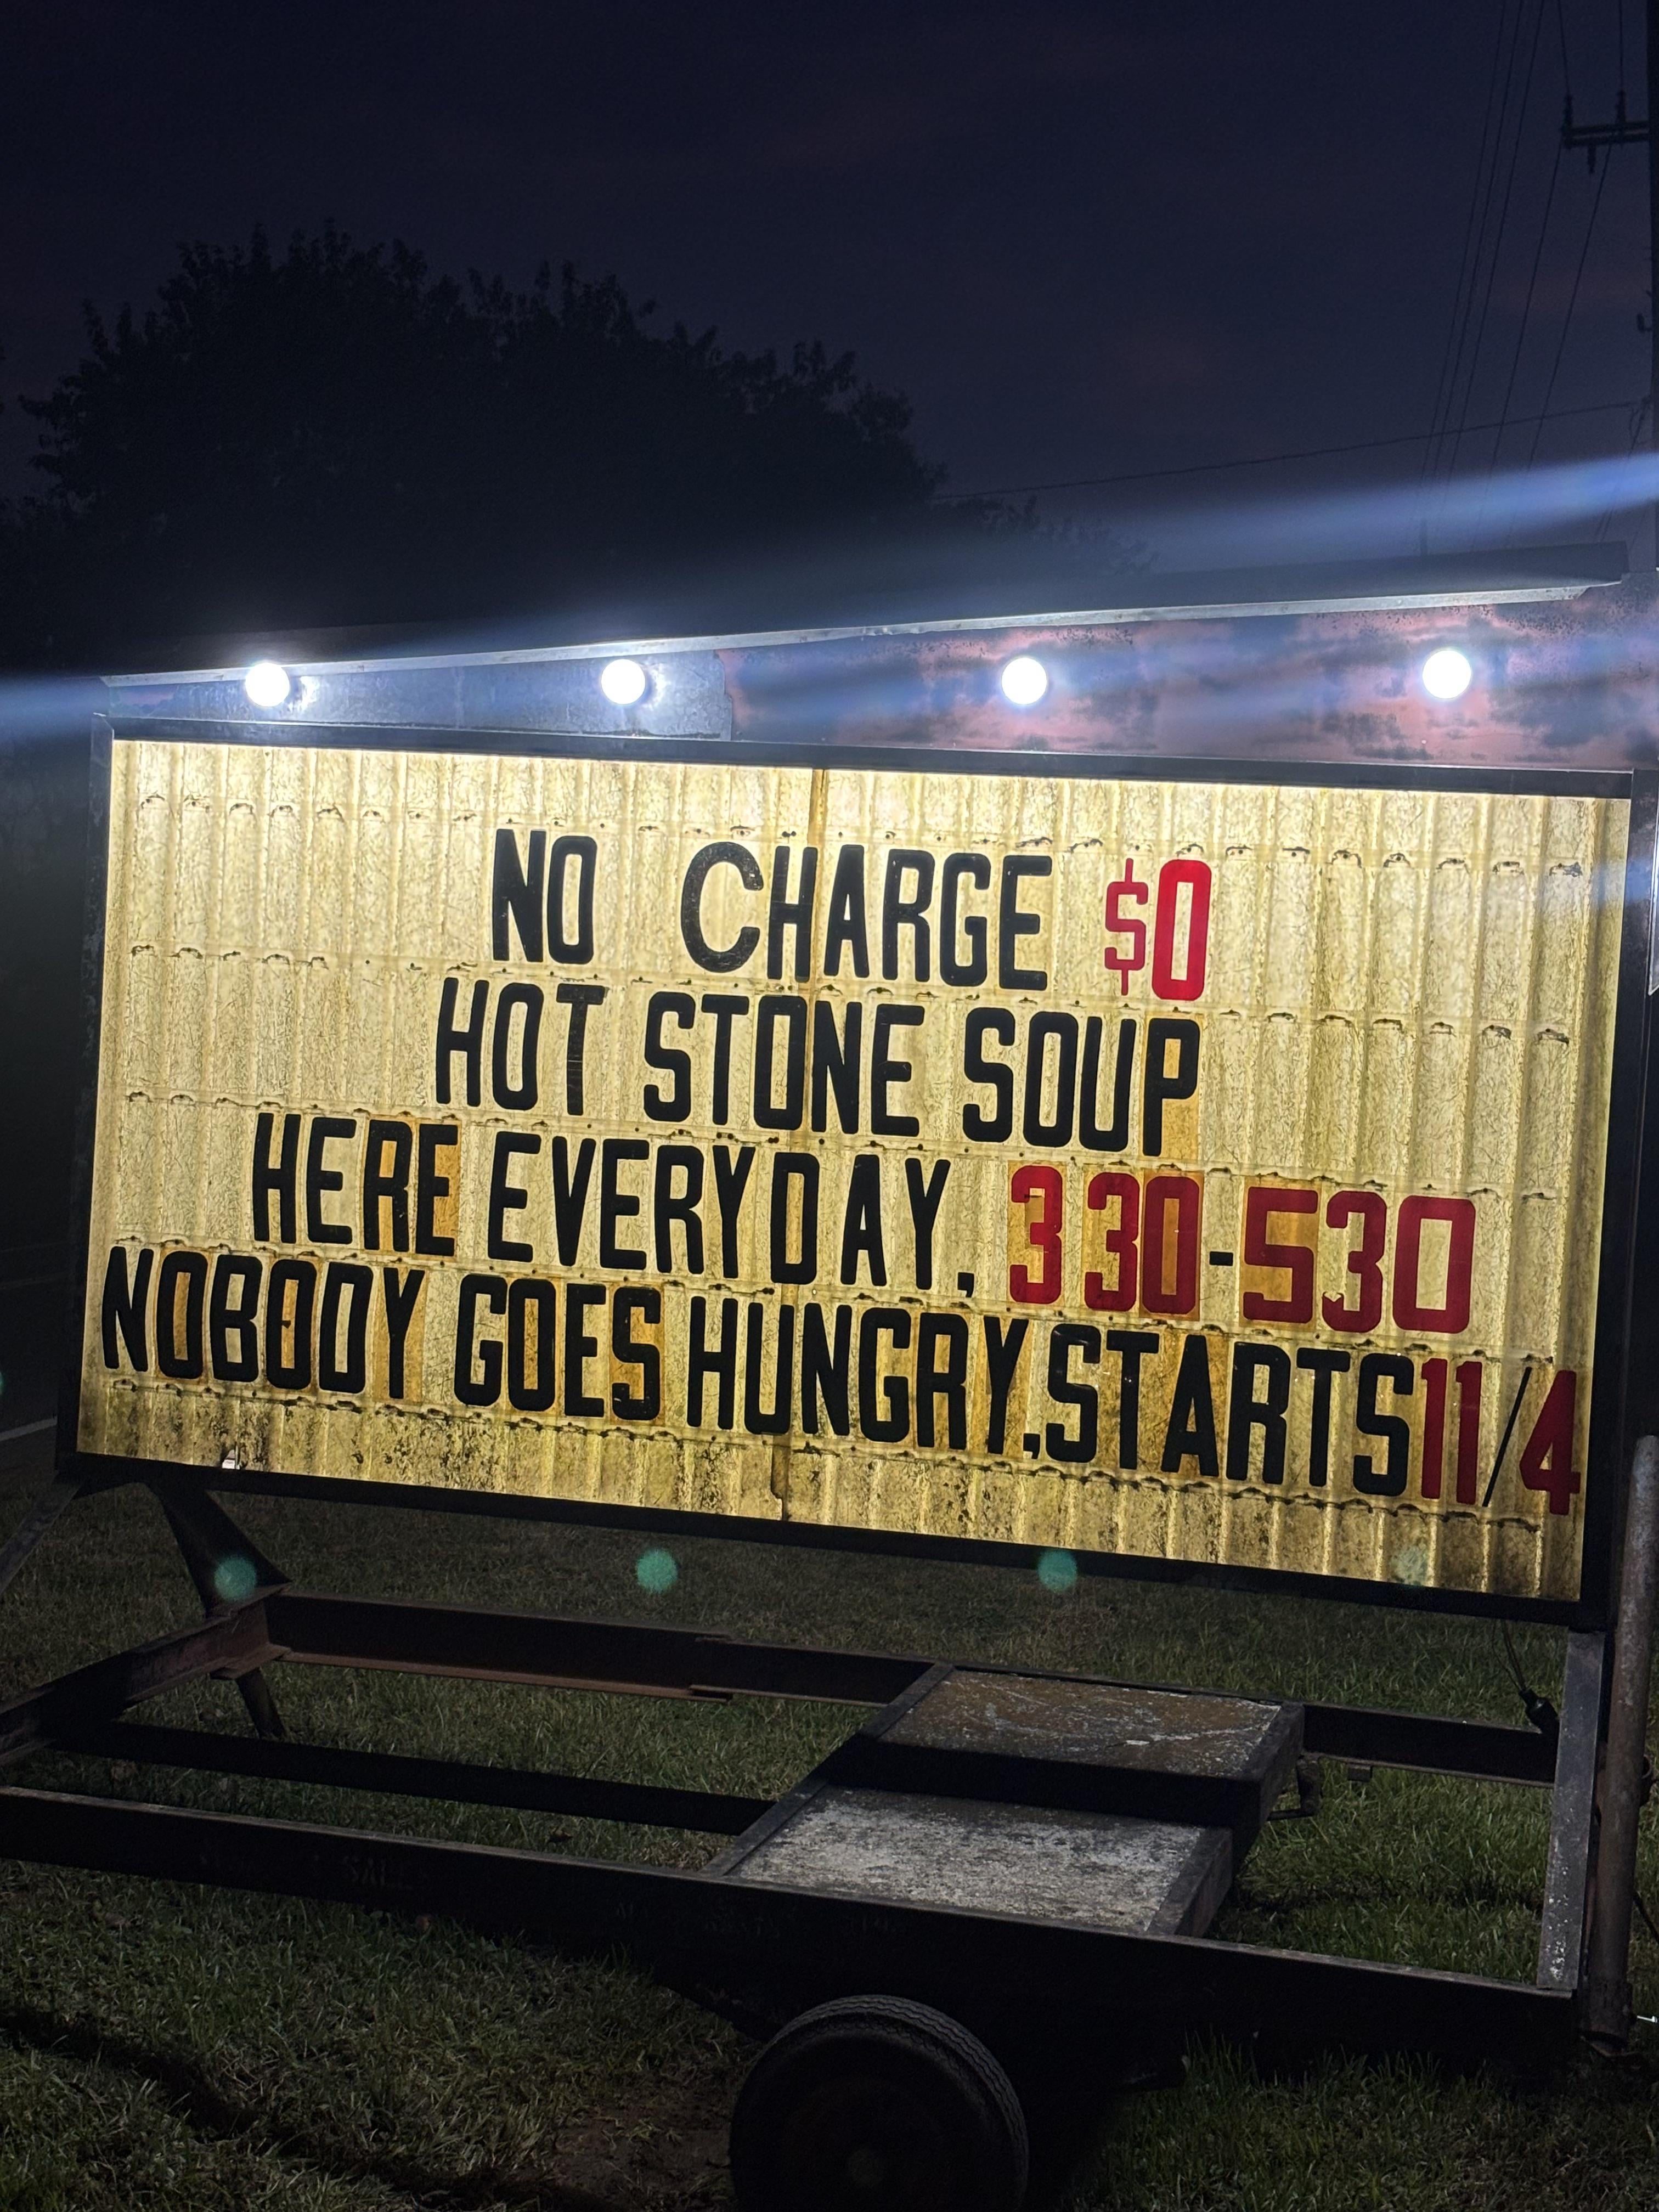 NO CHARGE $0
HOT STONE SOUP
HERE EVERYDAY, 330-530
NOBODY GOES HUNGRY,STARTS11/4